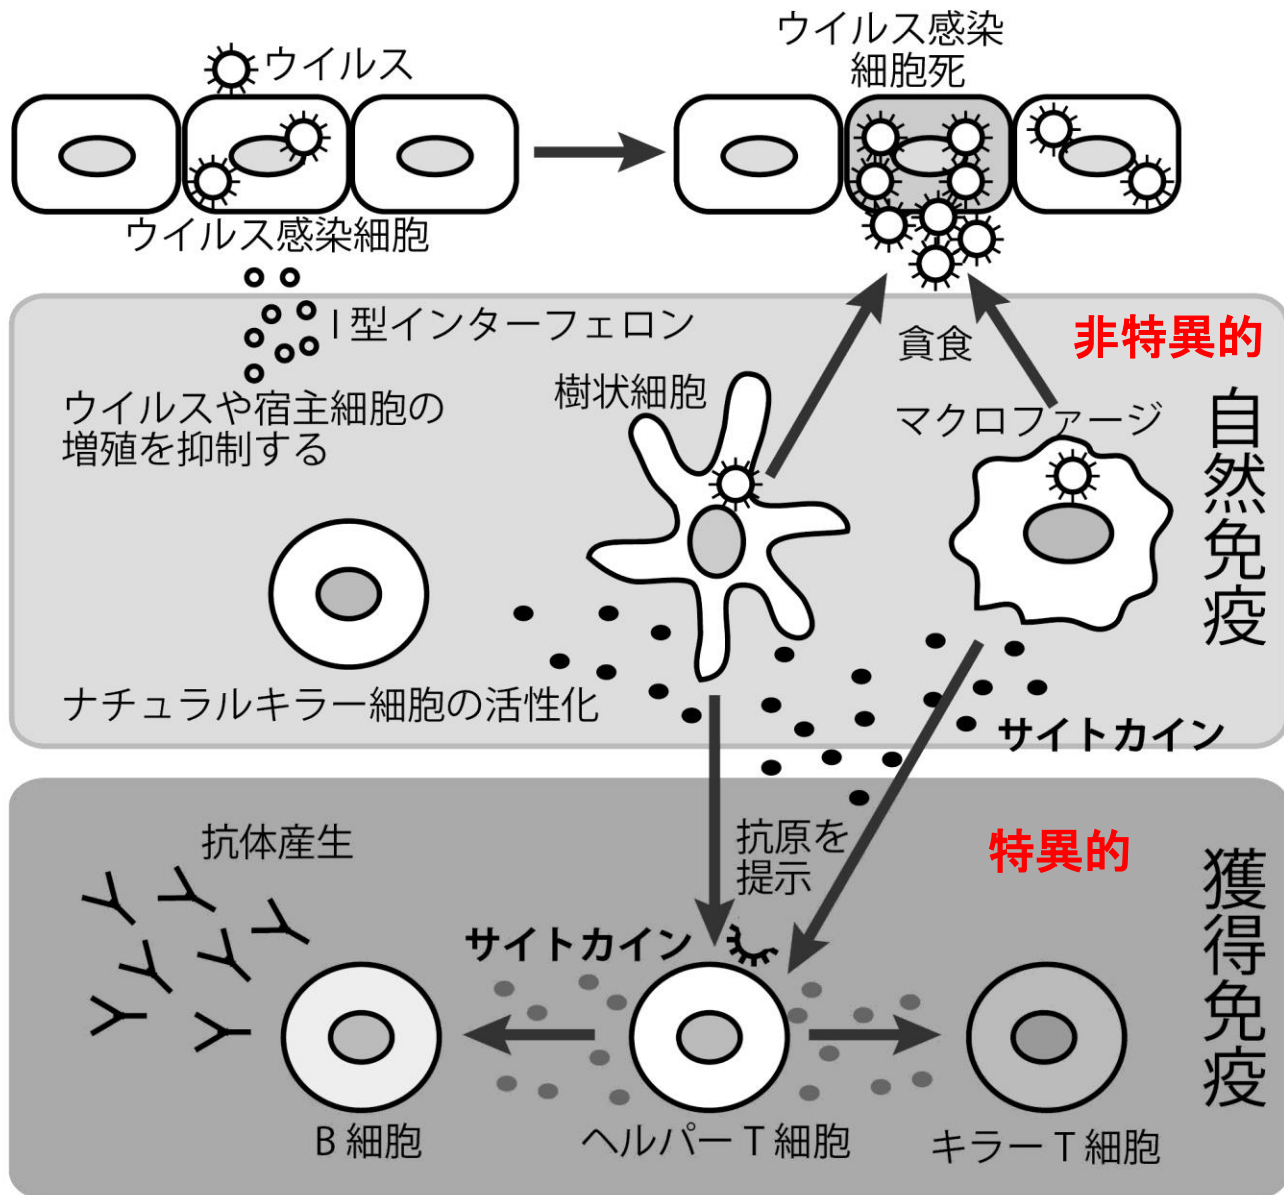 ウイルス
ウイルス感染
細胞死
ウイルス感染細胞
I 型インターフェロン
ウイルスや宿主細胞の
増殖を抑制する
樹状細胞
貪食
マクロファージ
非特異的
自然免疫
ナチュラルキラー細胞の活性化
サイトカイン
抗体産生
抗原を
提示
特異的
獲得免疫
サイトカイン
B 細胞
ヘルパー T 細胞
キラー T 細胞